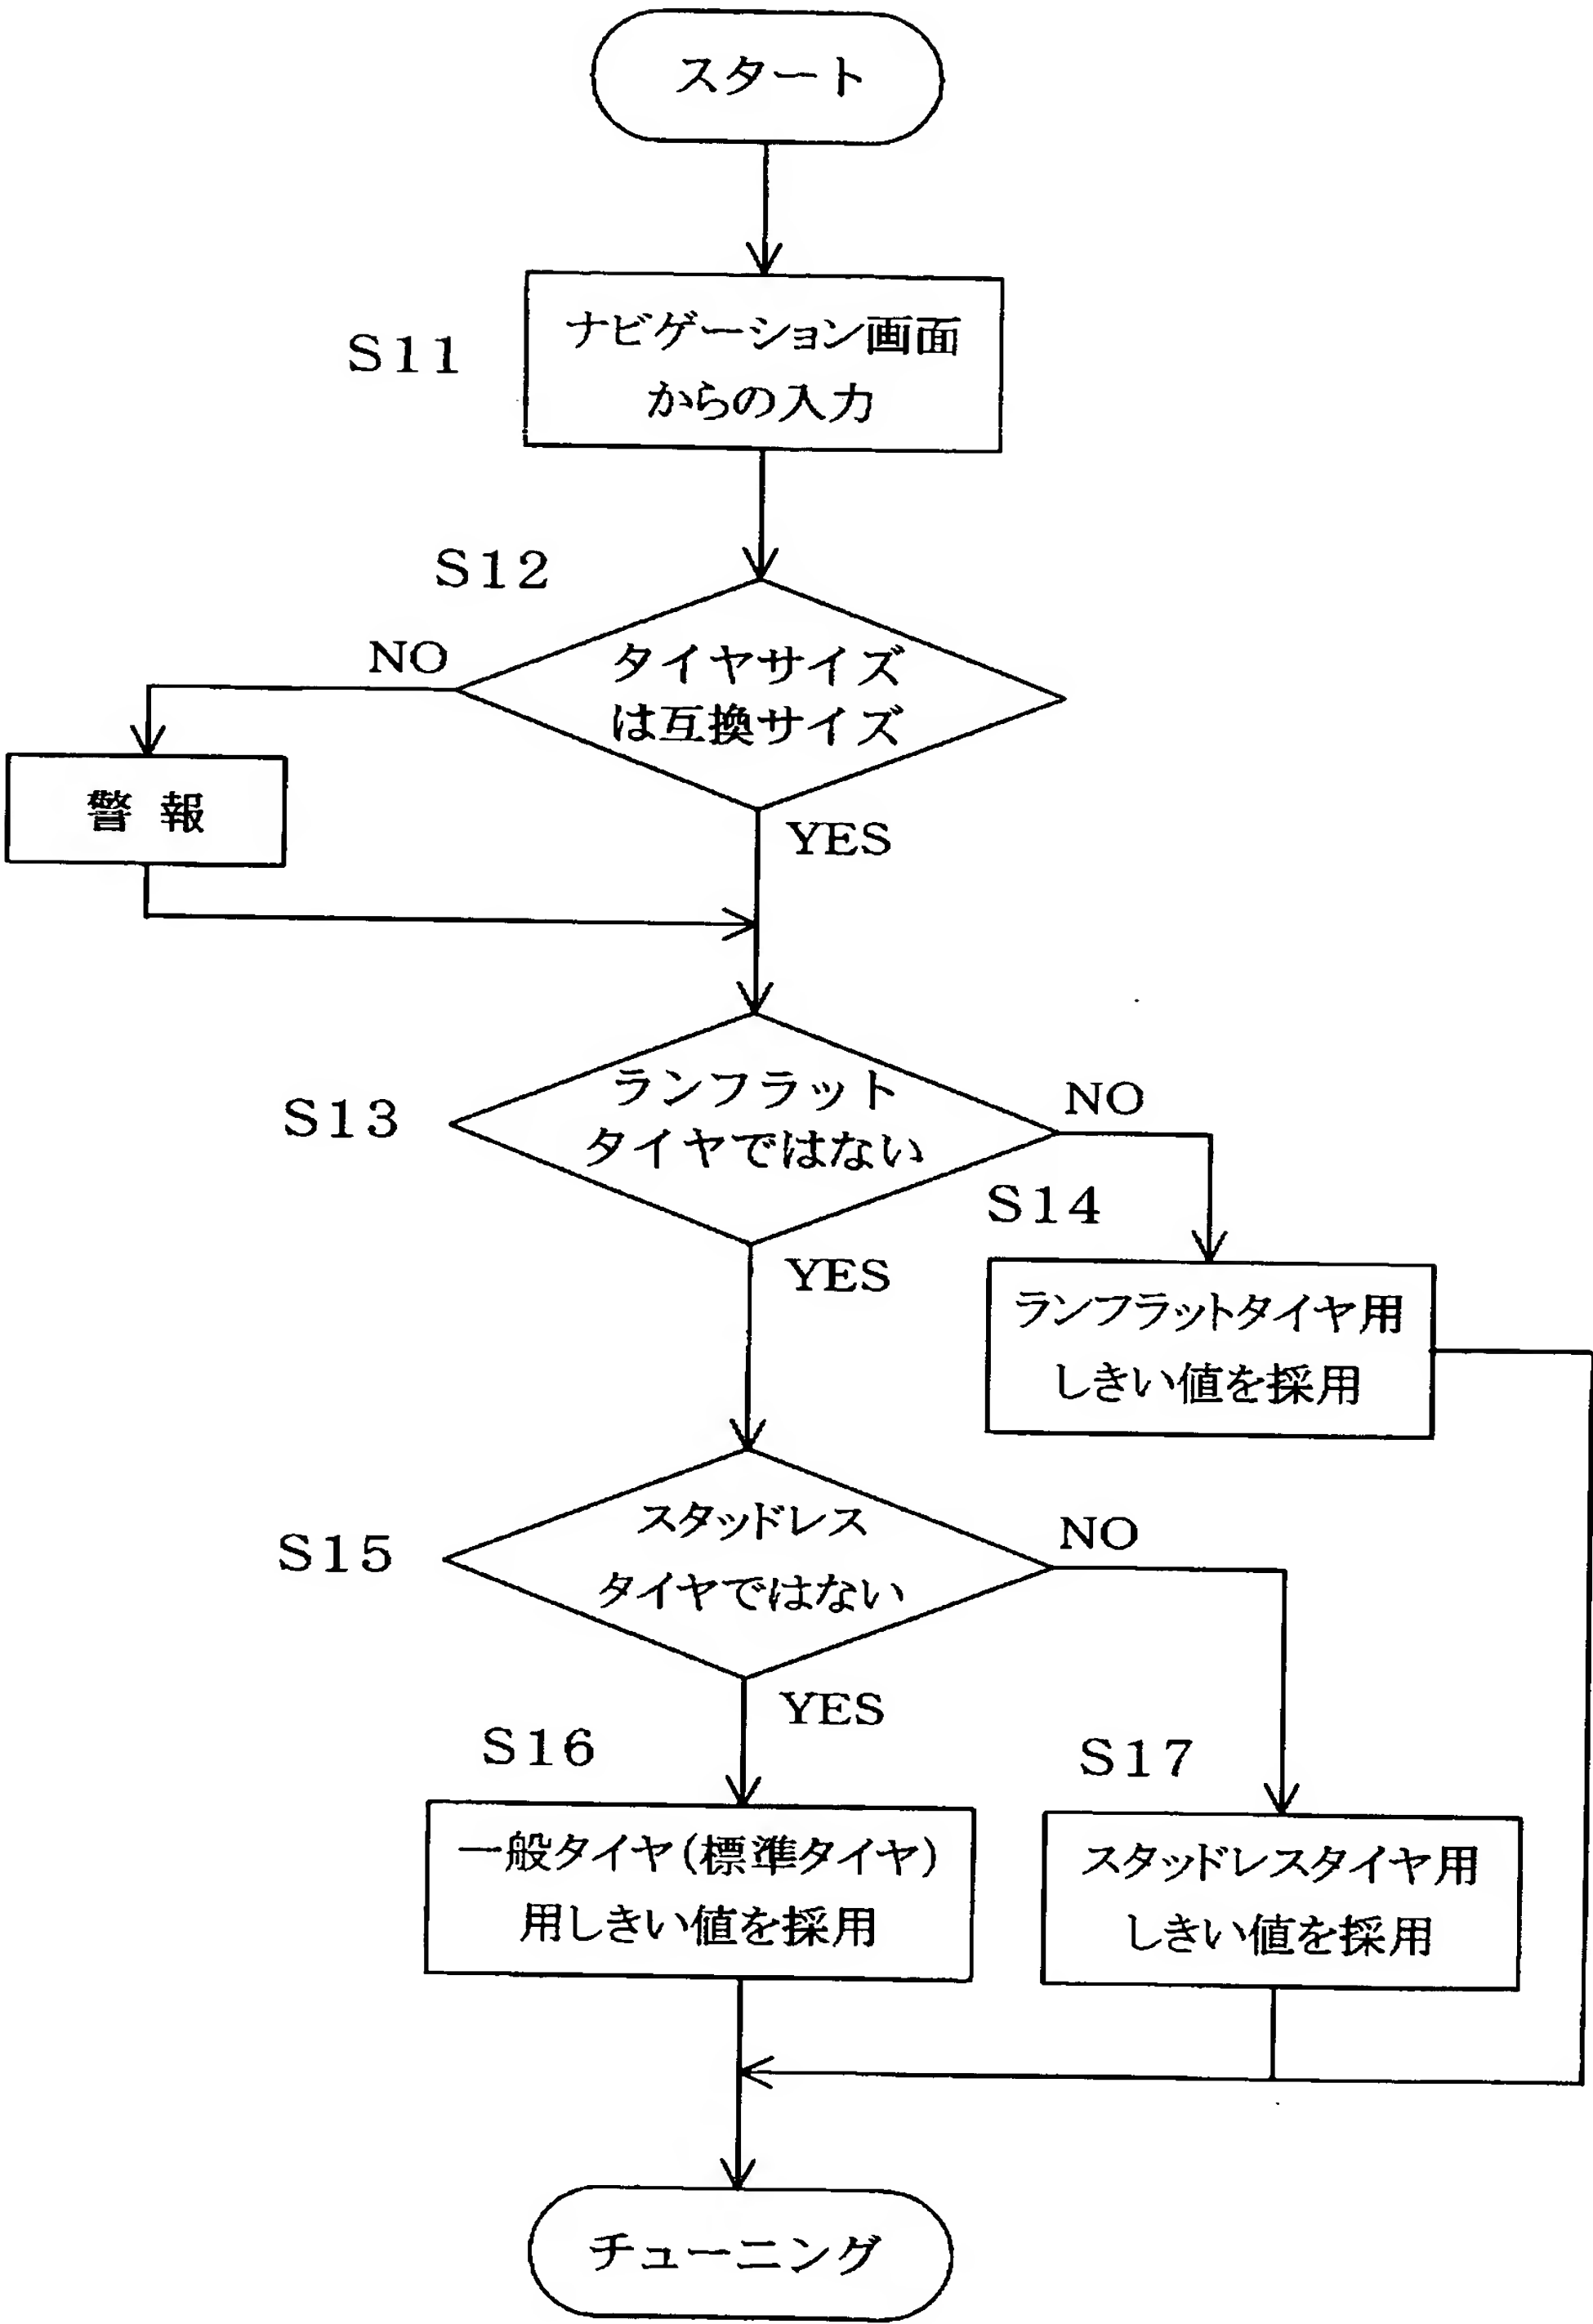 スタート
S11
ナビゲーション画面
からの入力
S12
NO
タイヤサイズ
は互換サイズ
警報
YES
S13
ランフラット
タイヤではない
NO
YES
S14
ランフラットタイヤ用
しきい値を採用
S15
スタッドレス
タイヤではない
NO
YES
S16
一般タイヤ(標準タイヤ)
用しきい値を採用
S17
スタッドレスタイヤ用
しきい値を採用
チューニング